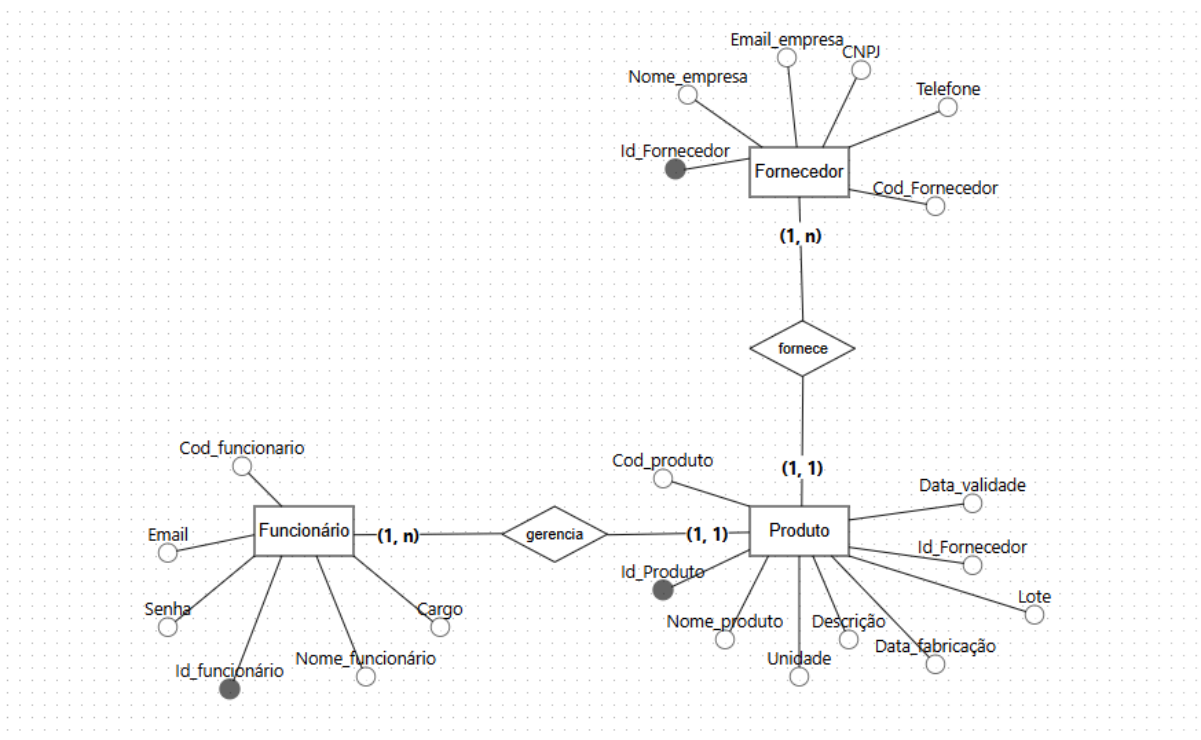 Email_empresa
CNPJ
Nome_empresa
Telefone
Id_Fornecedor
Fornecedor
Cod_Fornecedor
(1, n)
fornece
Cod_funcionario
Cod_produto
(1, 1)
Data_validade
Email
Funcionário
(1, n)
gerencia
(1, 1)
Produto
Id_Fornecedor
Id_Produto
Lote
Senha
Cargo
Nome_produto
Descrição
Data_fabricação
Id_funcionário
Nome_funcionário
Unidade